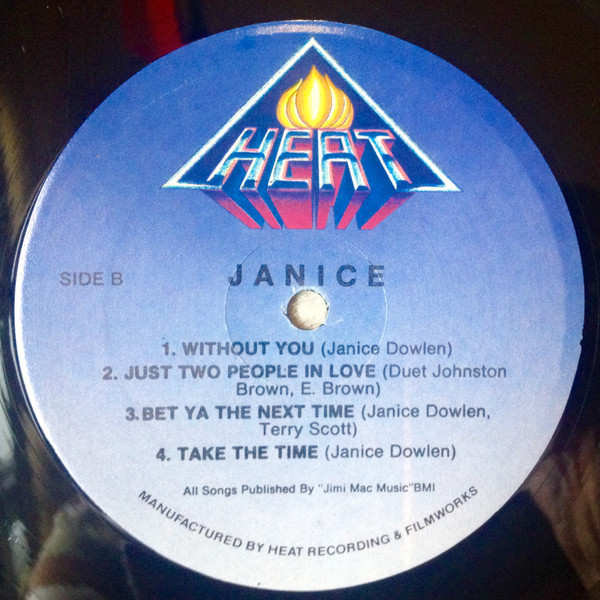 HEAT
JANICE
SIDE B
1. WITHOUT YOU (Janice Dowlen)
2. JUST TWO PEOPLE IN LOVE (Duet Johnston
Brown, E. Brown)
3. BET YA THE NEXT TIME (Janice Dowlen,
Terry Scott)
4. TAKE THE TIME (Janice Dowlen)
All Songs Published By "Jimi Mac Music"BMI
MANUFACTURED BY HEAT RECORDING & FILMWORKS